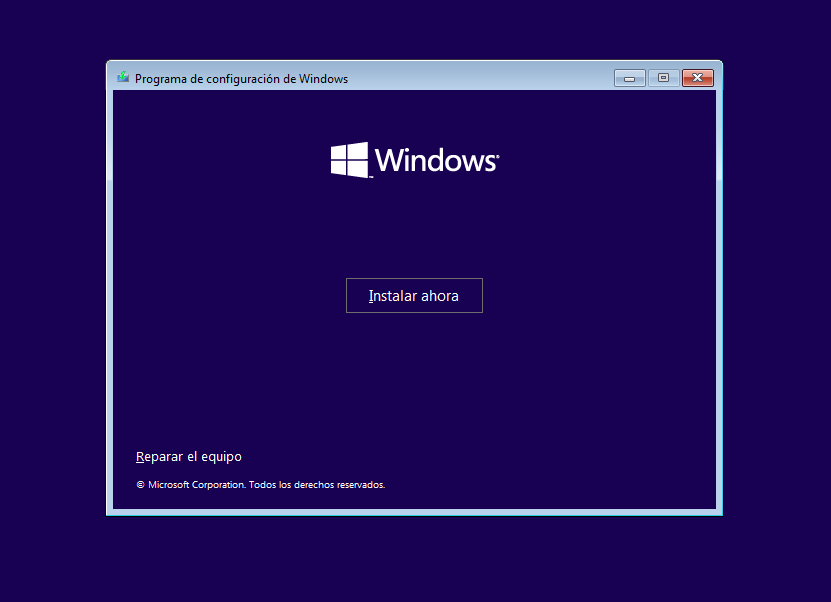 Programa de configuración de Windows
Windows
Instalar ahora
Reparar el equipo
© Microsoft Corporation. Todos los derechos reservados.